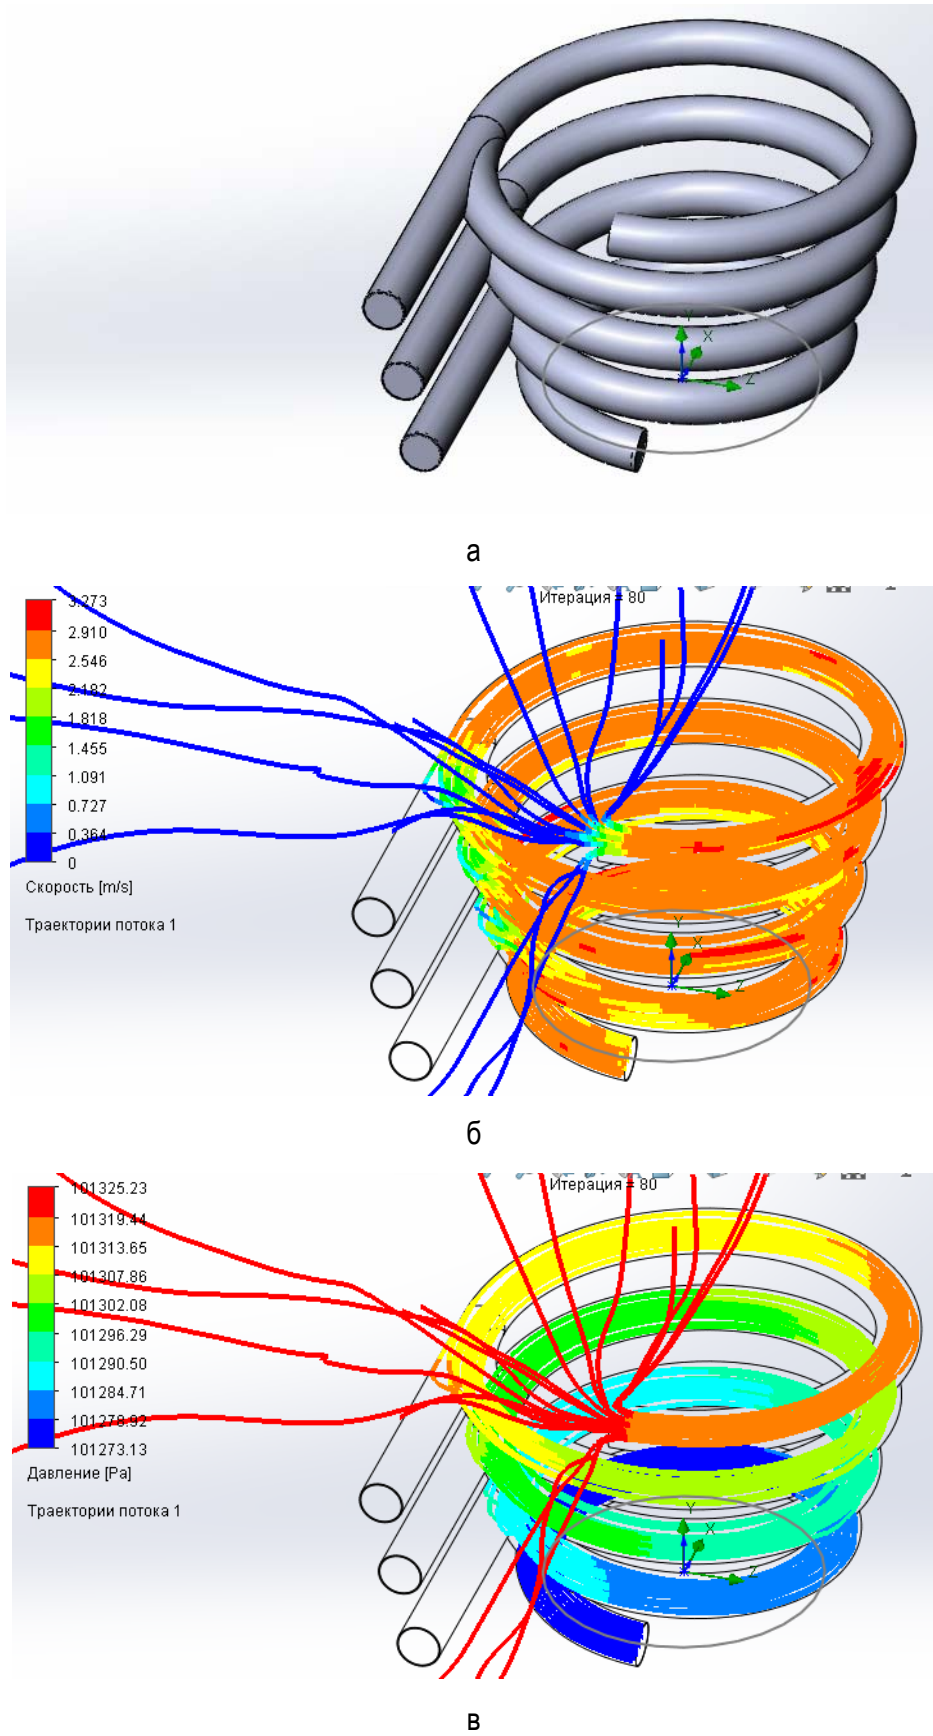 Y
X
Z
а
Итерация = 80
3.273
2.910
2.546
2.182
1.818
1.455
1.091
0.727
0.364
0
Скорость [m/s]
Траектории потока 1
Y
X
Z
б
Итерация = 80
101325.23
101319.44
101313.65
101307.86
101302.08
101296.29
101290.50
101284.71
101278.92
101273.13
Давление [Pa]
Траектории потока 1
Y
X
Z
в